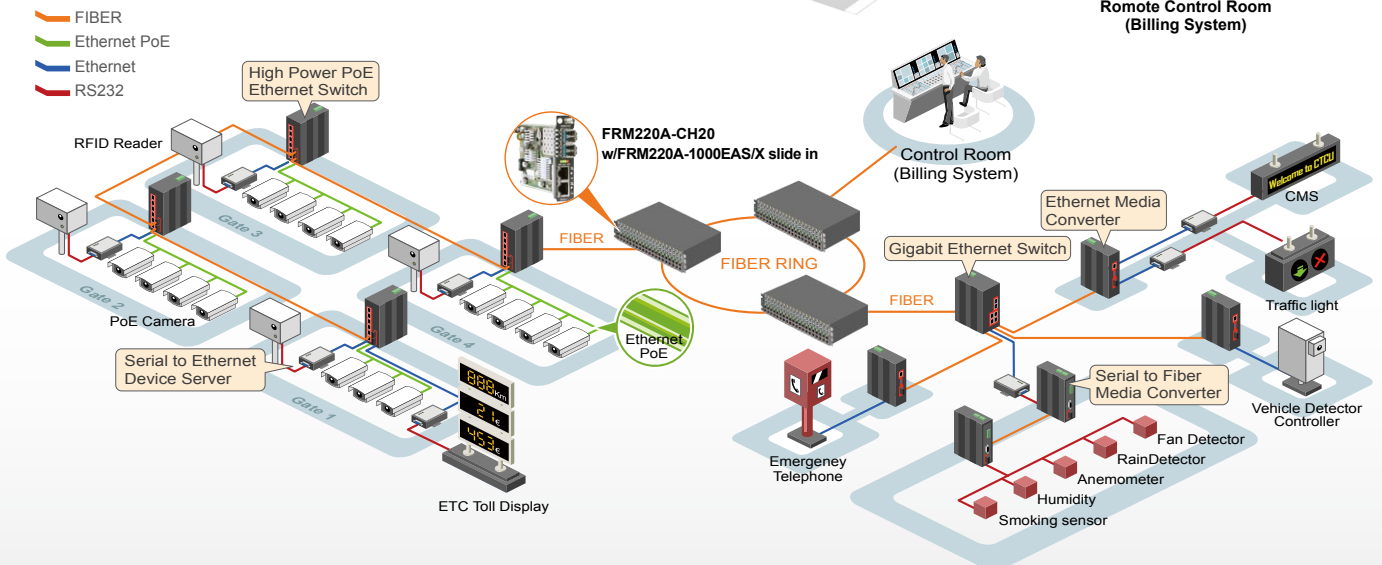 Romote Control Room
(Billing System)
FIBER
Ethernet PoE
Ethernet
RS232
High Power PoE
Ethernet Switch
RFID Reader
FRM220A-CH20
w/FRM220A-1000EAS/X slide in
Control Room
(Billing System)
Welcome to CTCU
CMS
Ethernet Media
Converter
Gigabit Ethernet Switch
Gate 3
FIBER
FIBER RING
FIBER
Traffic light
Gate 2
PoE Camera
Gate 4
Ethernet
PoE
Serial to Ethernet
Device Server
Gate 1
888Km
21€
453€
ETC Toll Display
Serial to Fiber
Media Converter
Vehicle Detector
Controller
Emergeney
Telephone
Fan Detector
RainDetector
Anemometer
Humidity
Smoking sensor